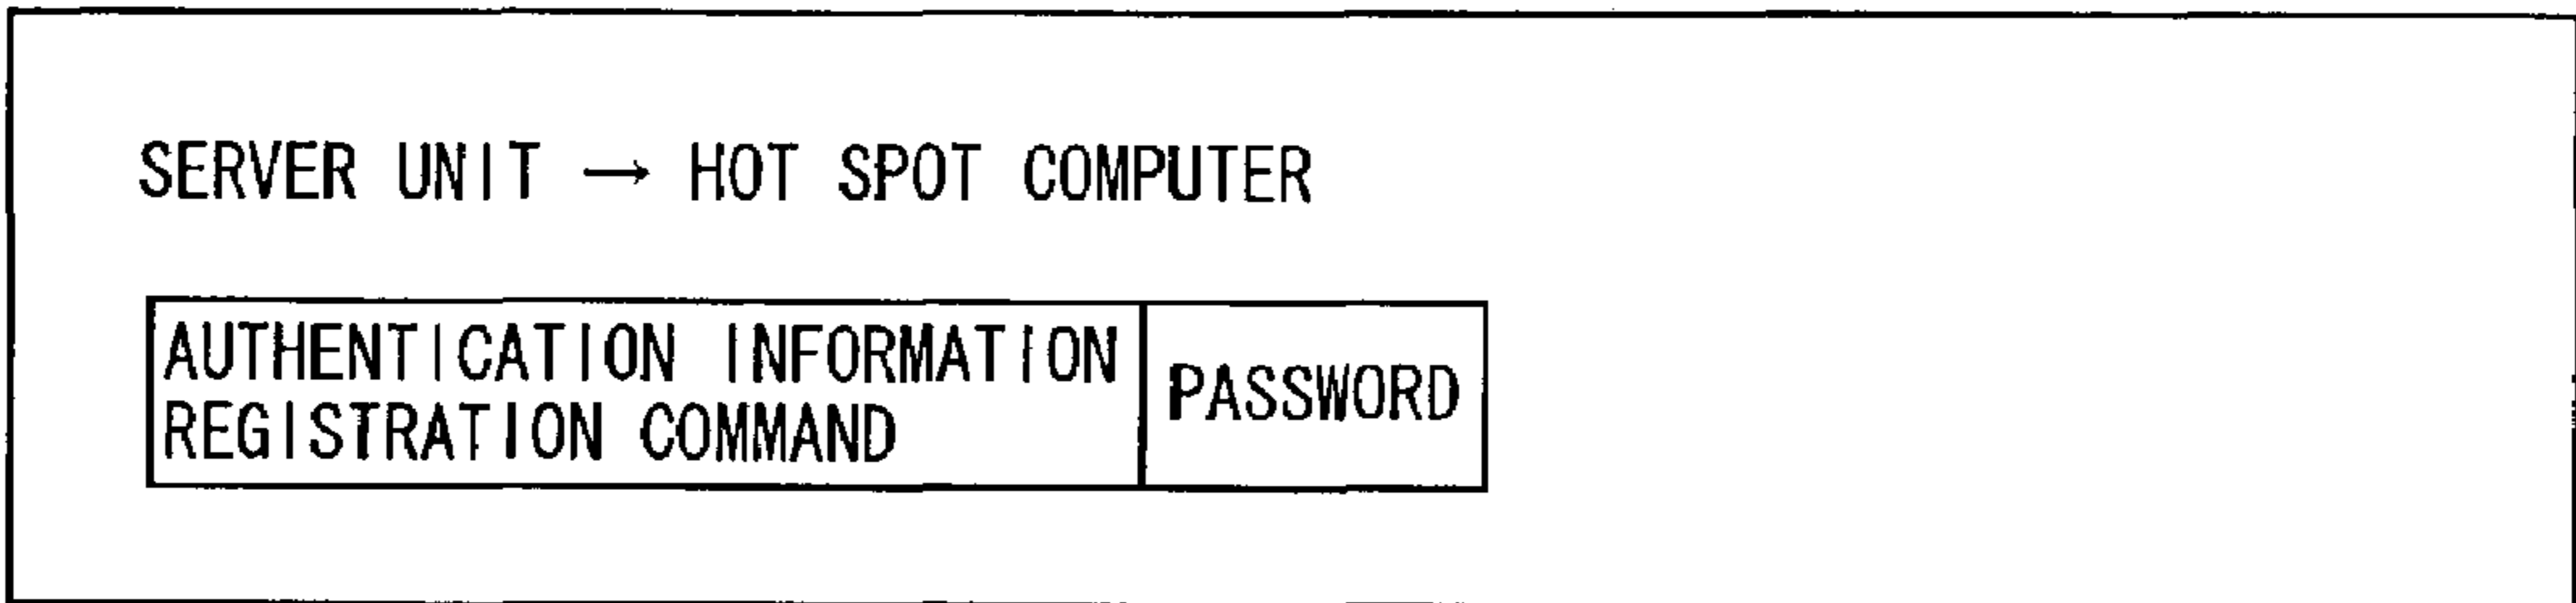 SERVER UNIT → HOT SPOT COMPUTER
AUTHENTICATION INFORMATION
REGISTRATION COMMAND
PASSWORD